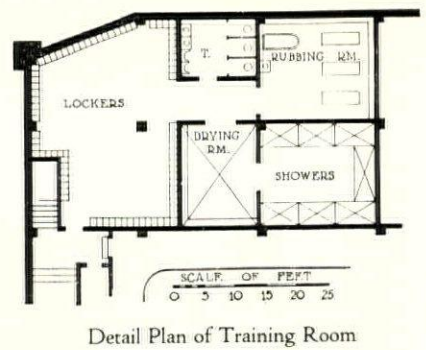 T.
RUBBING RM.
LOCKERS
DRYING
RM.
SHOWERS
SCALE OF FEET
0 5 10 15 20 25
Detail Plan of Training Room